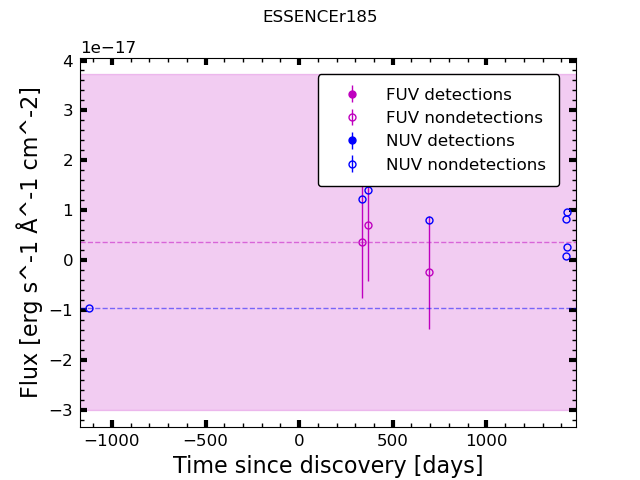 ESSENCEr185
1e−17
4
3
2
1
0
−1
−2
−3
Flux [erg s^-1 Å^-1 cm^-2]
FUV detections
FUV nondetections
NUV detections
NUV nondetections
−1000 −500 0 500 1000
Time since discovery [days]